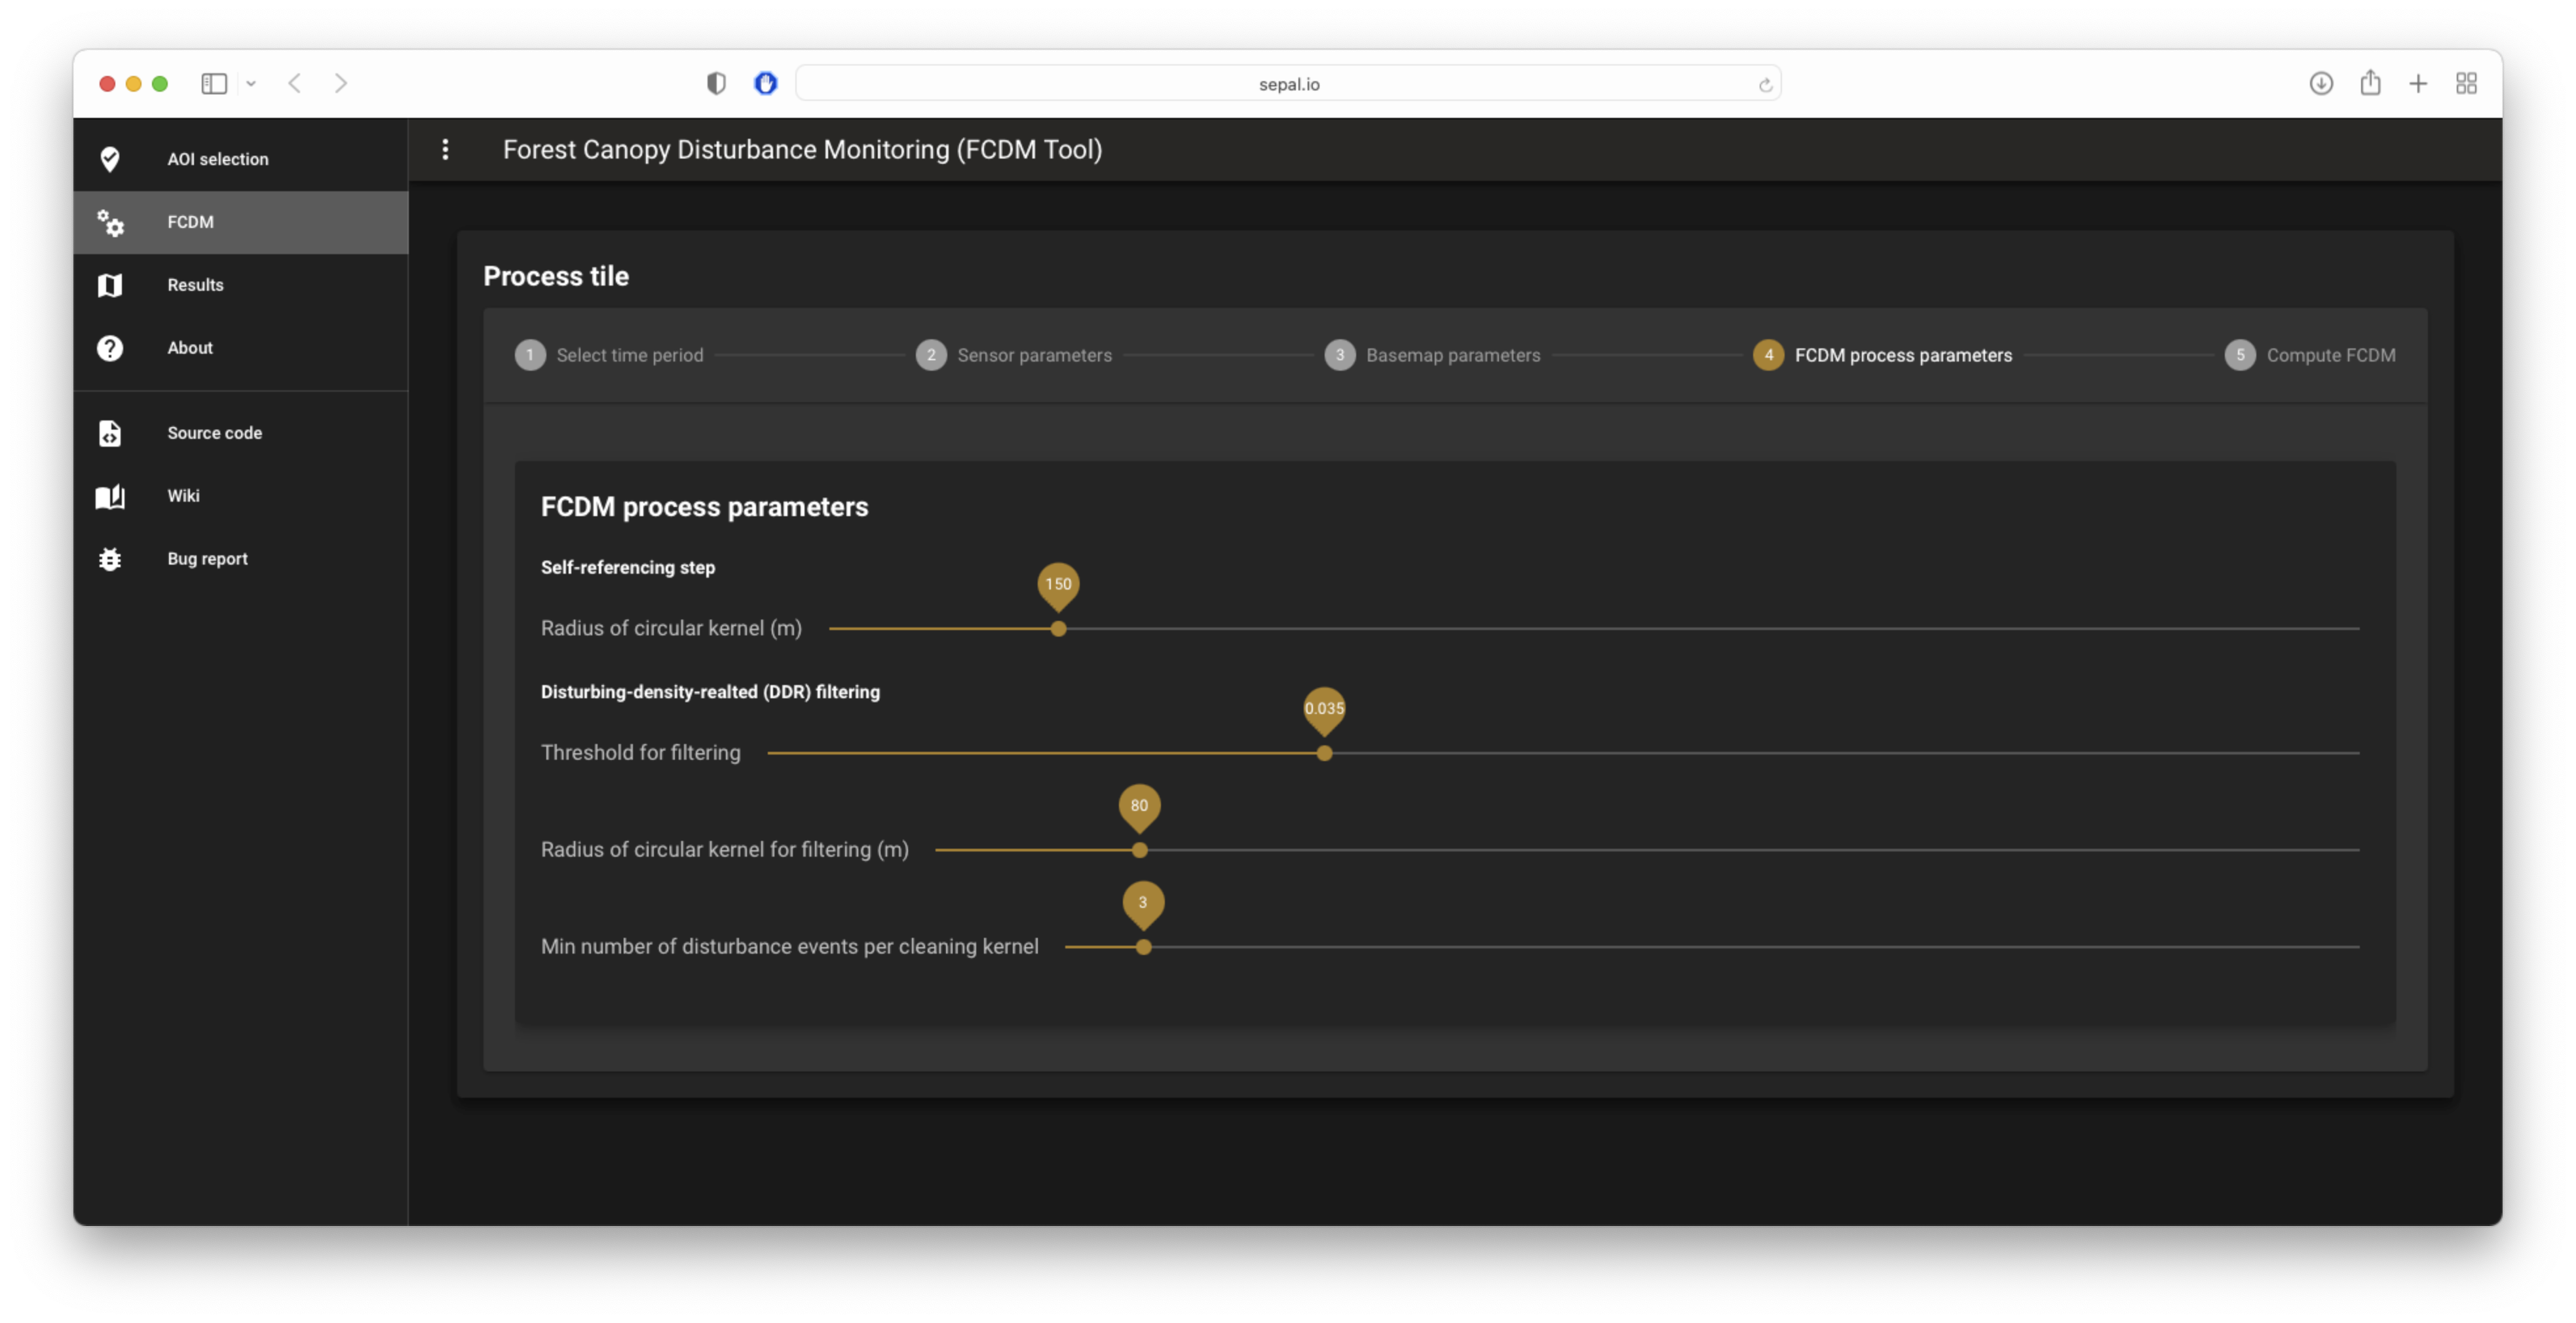 sepal.io
AOI selection
FCDM
Results
About
Source code
Wiki
Bug report
Forest Canopy Disturbance Monitoring (FCDM Tool)
Process tile
1 Select time period
2 Sensor parameters
3 Basemap parameters
4 FCDM process parameters
5 Compute FCDM
FCDM process parameters
Self-referencing step
150
Radius of circular kernel (m)
Disturbing-density-realted (DDR) filtering
0.035
Threshold for filtering
80
Radius of circular kernel for filtering (m)
3
Min number of disturbance events per cleaning kernel